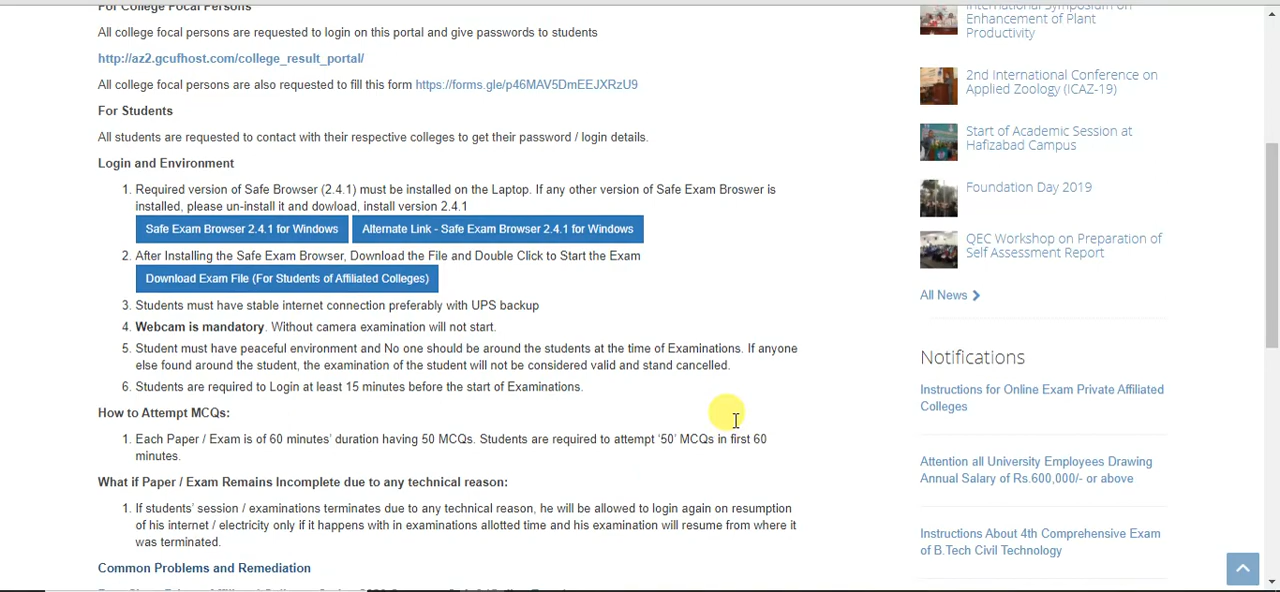 For College Focal Persons
All college focal persons are requested to login on this portal and give passwords to students
http://az2.gcufhost.com/college_result_portal/
All college focal persons are also requested to fill this form https://forms.gle/p46MAV5DmEEJXRzU9
For Students
All students are requested to contact with their respective colleges to get their password / login details.
Login and Environment
1. Required version of Safe Browser (2.4.1) must be installed on the Laptop. If any other version of Safe Exam Broswer is
installed, please un-install it and dowload, install version 2.4.1
Safe Exam Browser 2.4.1 for Windows
Alternate Link - Safe Exam Browser 2.4.1 for Windows
2. After Installing the Safe Exam Browser, Download the File and Double Click to Start the Exam
Download Exam File (For Students of Affiliated Colleges)
3. Students must have stable internet connection preferably with UPS backup
4. Webcam is mandatory. Without camera examination will not start.
5. Student must have peaceful environment and No one should be around the students at the time of Examinations. If anyone
else found around the student, the examination of the student will not be considered valid and stand cancelled.
6. Students are required to Login at least 15 minutes before the start of Examinations.
How to Attempt MCQs:
1. Each Paper / Exam is of 60 minutes' duration having 50 MCQs. Students are required to attempt '50' MCQs in first 60
minutes.
What if Paper / Exam Remains Incomplete due to any technical reason:
1. If students' session / examinations terminates due to any technical reason, he will be allowed to login again on resumption
of his internet / electricity only if it happens with in examinations allotted time and his examination will resume from where it
was terminated.
Common Problems and Remediation
International Symposium on
Enhancement of Plant
Productivity
2nd International Conference on
Applied Zoology (ICAZ-19)
Start of Academic Session at
Hafizabad Campus
Foundation Day 2019
QEC Workshop on Preparation of
Self Assessment Report
All News
Notifications
Instructions for Online Exam Private Affiliated
Colleges
Attention all University Employees Drawing
Annual Salary of Rs.600,000/- or above
Instructions About 4th Comprehensive Exam
of B.Tech Civil Technology